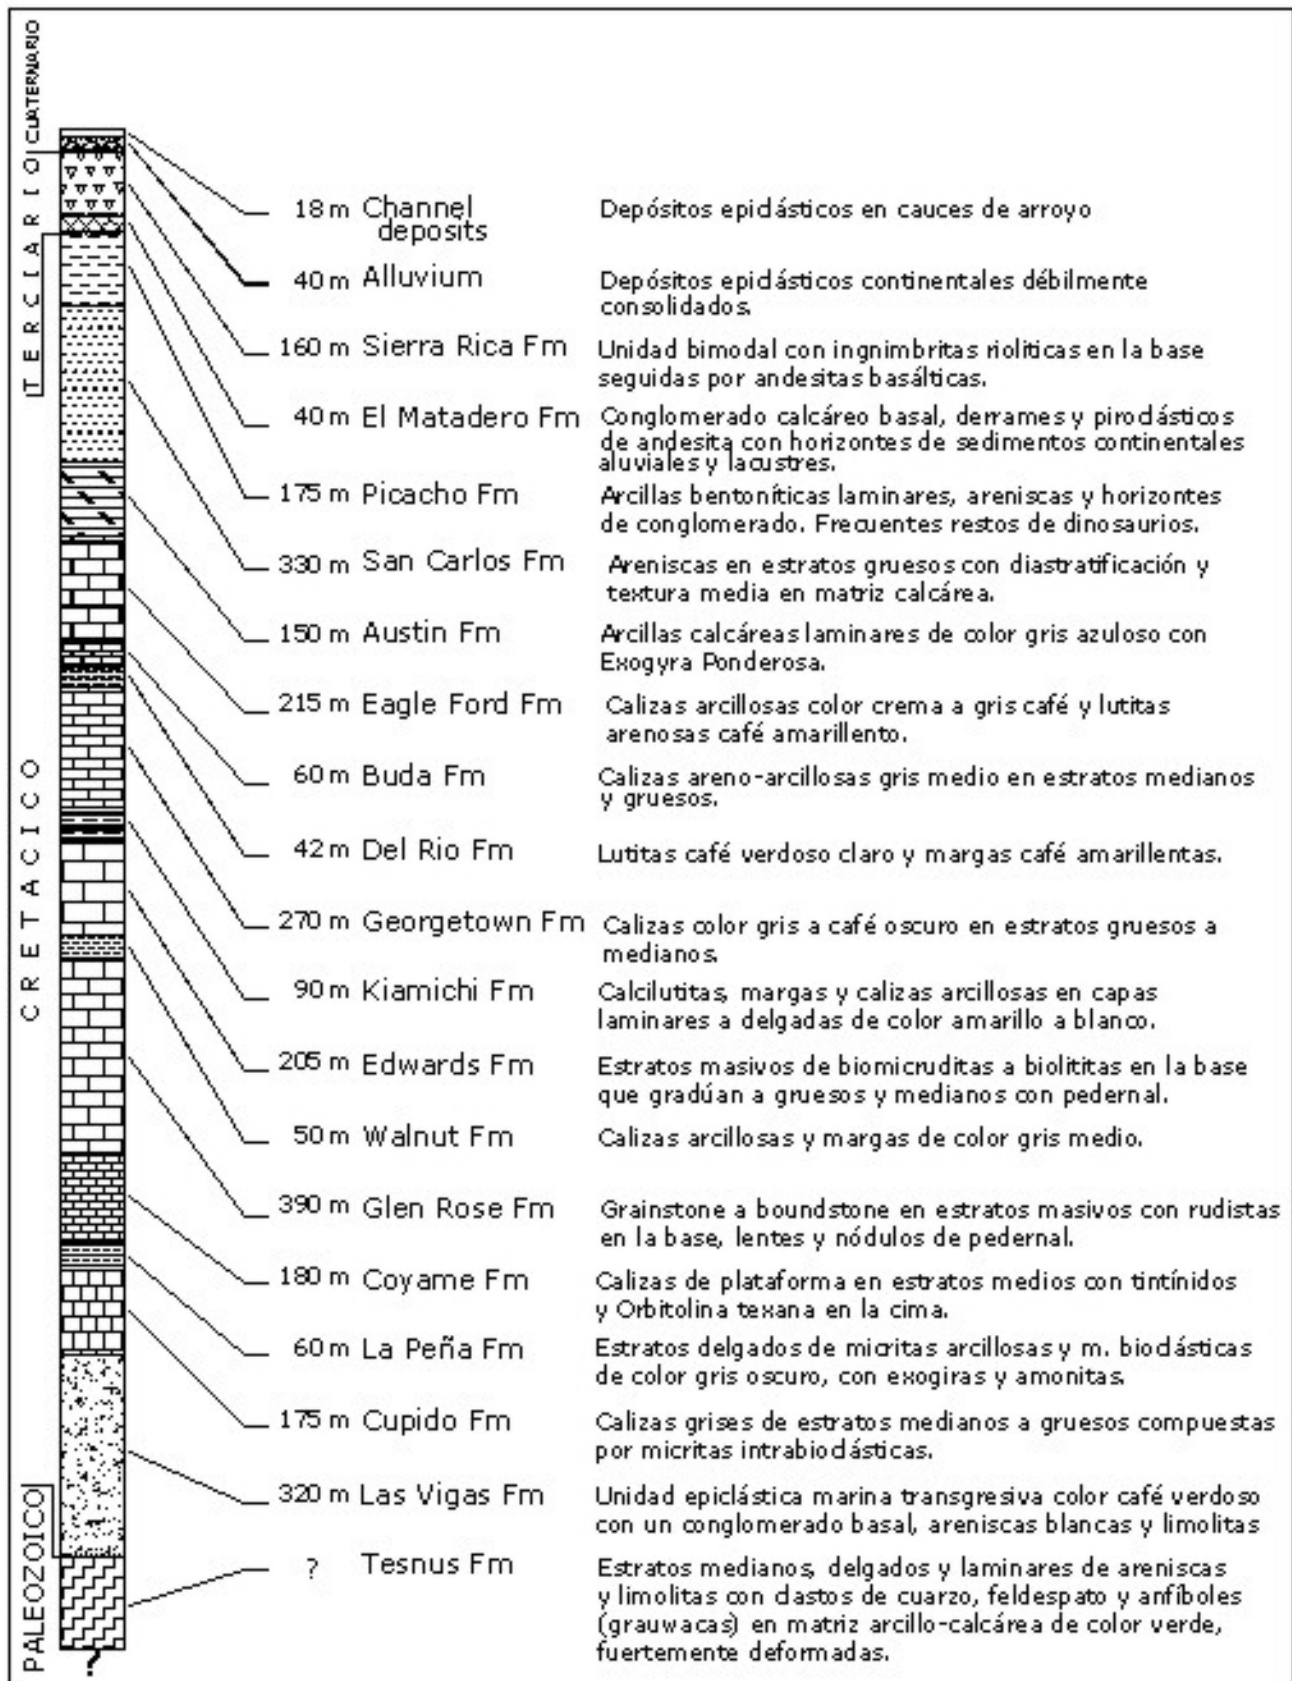 CUATERNARIO
TERCIARIO
CRETACICO
PALEOZOICO
18 m Channel deposits
Depósitos epiclásticos en cauces de arroyo
40 m Alluvium
Depósitos epiclásticos continentales débilmente
consolidados.
160 m Sierra Rica Fm
Unidad bimodal con ingnimbritas rioliticas en la base
seguidas por andesitas basálticas.
40 m El Matadero Fm
Conglomerado calcáreo basal, derrames y piroclásticos
de andesita con horizontes de sedimentos continentales
aluviales y lacustres.
175 m Picacho Fm
Arcillas bentoníticas laminares, areniscas y horizontes
de conglomerado. Frecuentes restos de dinosaurios.
330 m San Carlos Fm
Areniscas en estratos gruesos con diastratificación y
textura media en matriz calcárea.
150 m Austin Fm
Arcillas calcáreas laminares de color gris azuloso con
Exogyra Ponderosa.
215 m Eagle Ford Fm
Calizas arcillosas color crema a gris café y lutitas
arenosas café amarillento.
60 m Buda Fm
Calizas areno-arcillosas gris medio en estratos medianos
y gruesos.
42 m Del Rio Fm
Lutitas café verdoso claro y margas café amarillentas.
270 m Georgetown Fm
Calizas color gris a café oscuro en estratos gruesos a
medianos.
90 m Kiamichi Fm
Calcilutitas, margas y calizas arcillosas en capas
laminares a delgadas de color amarillo a blanco.
205 m Edwards Fm
Estratos masivos de biomicruditas a biolititas en la base
que gradúan a gruesos y medianos con pedernal.
50 m Walnut Fm
Calizas arcillosas y margas de color gris medio.
390 m Glen Rose Fm
Grainstone a boundstone en estratos masivos con rudistas
en la base, lentes y nódulos de pedernal.
180 m Coyame Fm
Calizas de plataforma en estratos medios con tintínidos
y Orbitolina texana en la cima.
60 m La Peña Fm
Estratos delgados de micritas arcillosas y m. bioclásticas
de color gris oscuro, con exogiras y amonitas.
175 m Cupido Fm
Calizas grises de estratos medianos a gruesos compuestas
por micritas intrabioclásticas.
320 m Las Vigas Fm
Unidad epiclástica marina transgresiva color café verdoso
con un conglomerado basal, areniscas blancas y limolitas
? Tesnus Fm
Estratos medianos, delgados y laminares de areniscas
y limolitas con clastos de cuarzo, feldespato y anfíboles
(grauwacas) en matriz arcillo-calcárea de color verde,
fuertemente deformadas.
?